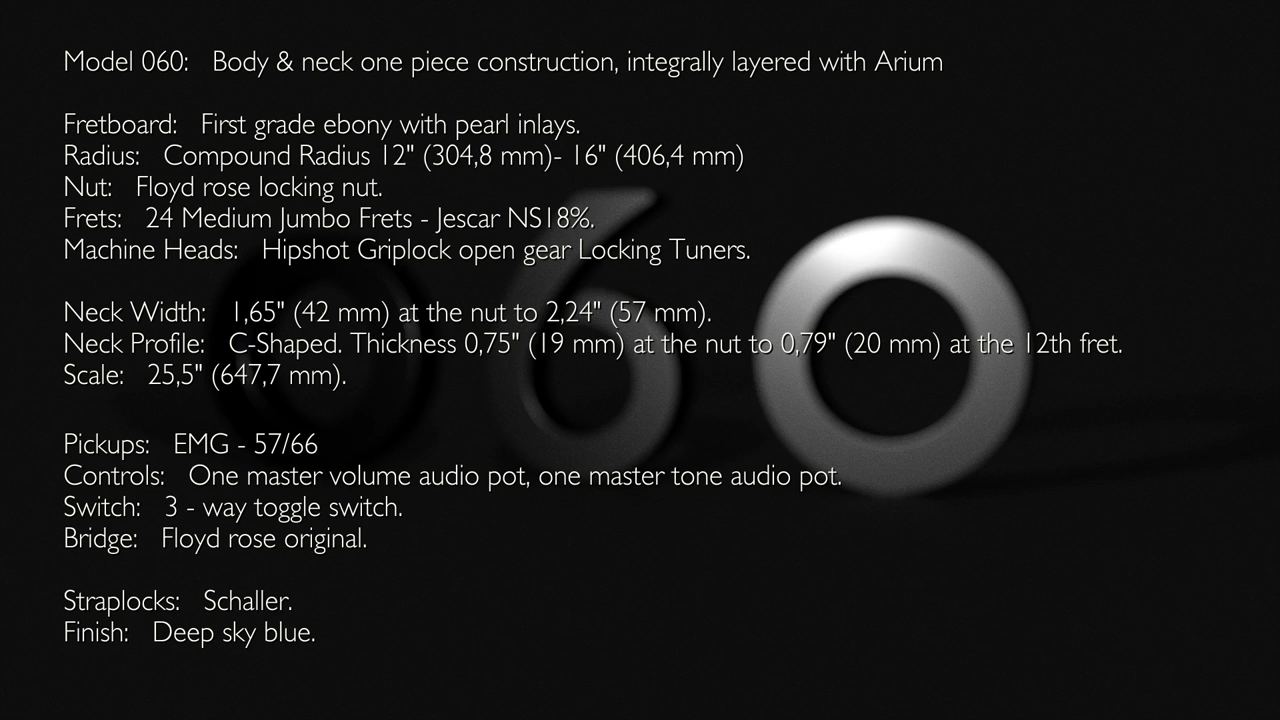 Model 060: Body & neck one piece construction, integrally layered with Arium
Fretboard: First grade ebony with pearl inlays.
Radius: Compound Radius 12" (304,8 mm)- 16" (406,4 mm)
Nut: Floyd rose locking nut.
Frets: 24 Medium Jumbo Frets - Jescar NS18%.
Machine Heads: Hipshot Griplock open gear Locking Tuners.
Neck Width: 1,65" (42 mm) at the nut to 2,24" (57 mm).
Neck Profile: C-Shaped. Thickness 0,75" (19 mm) at the nut to 0,79" (20 mm) at the 12th fret.
Scale: 25,5" (647,7 mm).
Pickups: EMG - 57/66
Controls: One master volume audio pot, one master tone audio pot.
Switch: 3 - way toggle switch.
Bridge: Floyd rose original.
Straplocks: Schaller.
Finish: Deep sky blue.
060